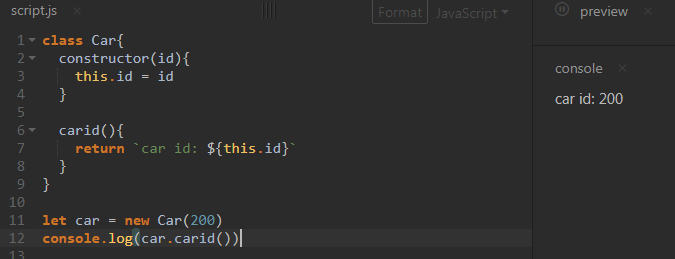 script.js
Format
JavaScript
preview
1 class Car{
2 constructor(id){
3 this.id = id
4 }
5
6 carid(){
7 return `car id: ${this.id}`
8 }
9 }
10
11 let car = new Car(200)
12 console.log(car.carid())
13
console
car id: 200